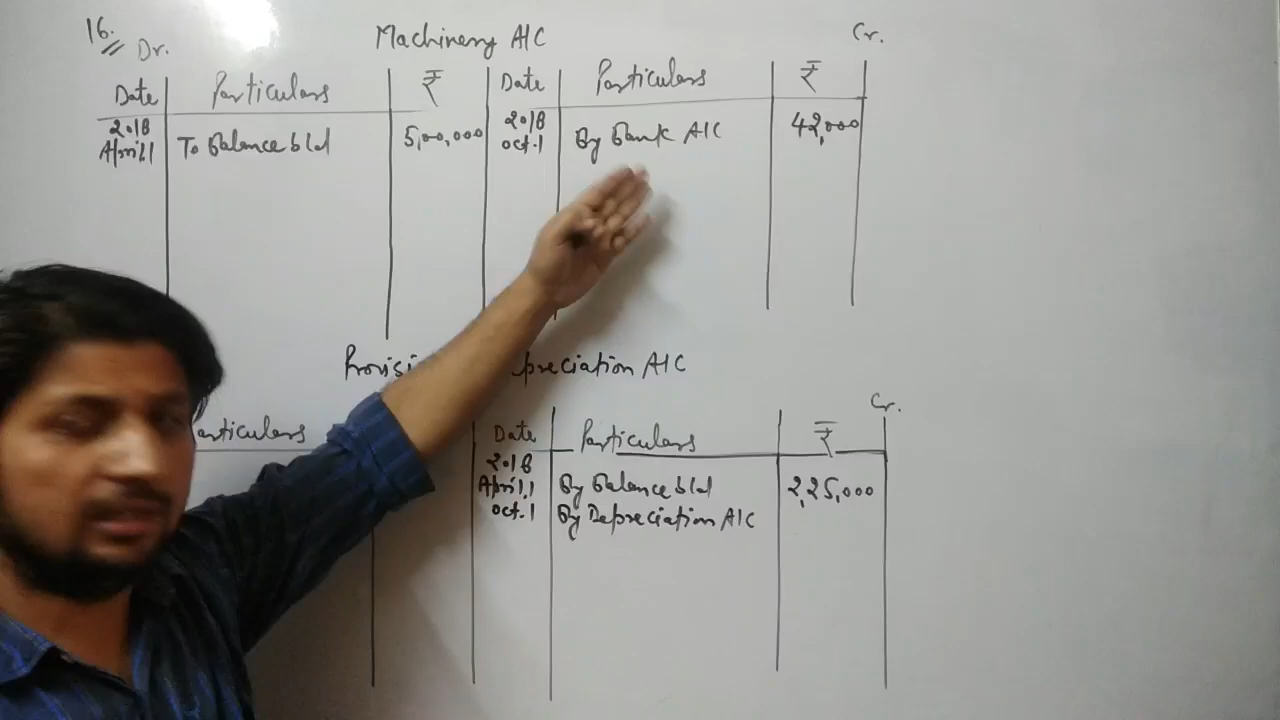 16.
Dr. Machinery A/C Cr.
Date Particulars ₹ Date Particulars ₹
2018 2018
April.1 To Balance b/d 5,00,000 Oct.1 By Bank A/C 42,000
A/C
Cr.
Date Particulars ₹
2018
April.1 By Balance b/d 2,25,000
Oct.1 By Depreciation A/C